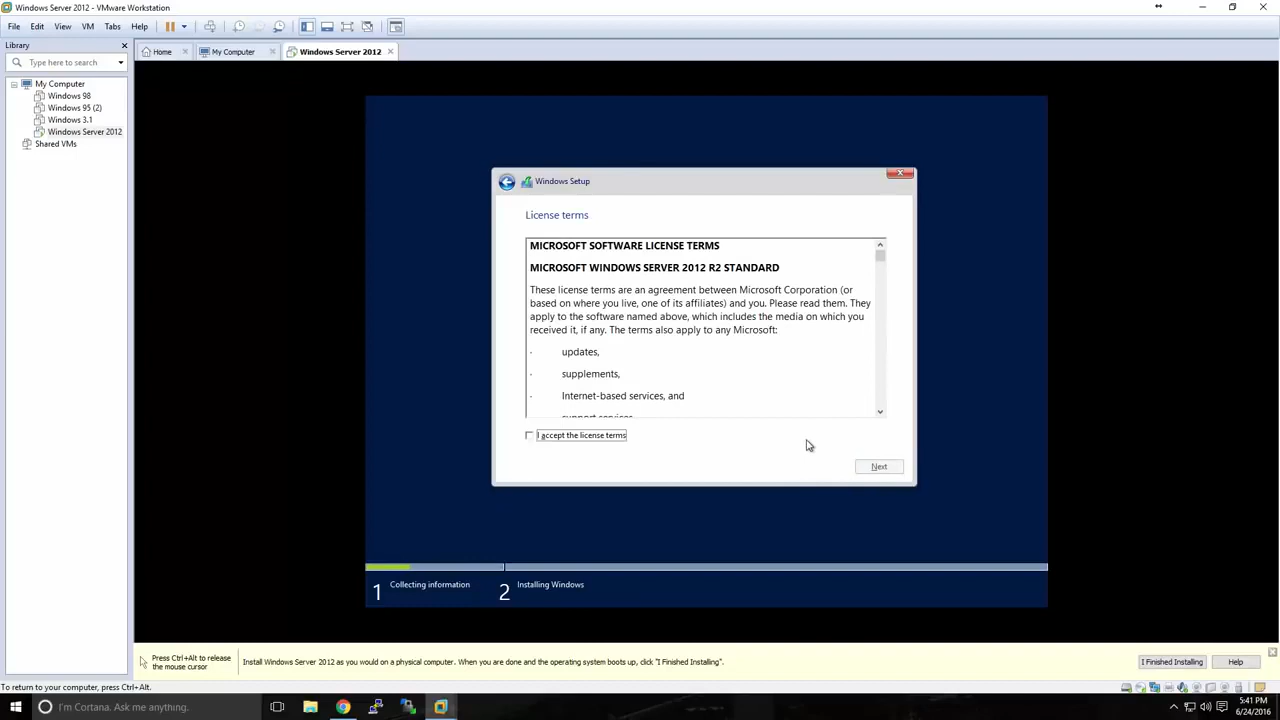 Windows Server 2012 - VMware Workstation
File Edit View VM Tabs Help
Library
Home My Computer Windows Server 2012
Type here to search
My Computer
Windows 98
Windows 95 (2)
Windows 3.1
Windows Server 2012
Shared VMs
Windows Setup
License terms
MICROSOFT SOFTWARE LICENSE TERMS
MICROSOFT WINDOWS SERVER 2012 R2 STANDARD
These license terms are an agreement between Microsoft Corporation (or
based on where you live, one of its affiliates) and you. Please read them. They
apply to the software named above, which includes the media on which you
received it, if any. The terms also apply to any Microsoft:
· updates,
· supplements,
· Internet-based services, and
support services
I accept the license terms
Next
1 Collecting information 2 Installing Windows
Press Ctrl+Alt to release
the mouse cursor
Install Windows Server 2012 as you would on a physical computer. When you are done and the operating system boots up, click "I Finished Installing".
I Finished Installing Help
To return to your computer, press Ctrl+Alt.
I'm Cortana. Ask me anything.
5:41 PM
6/24/2016